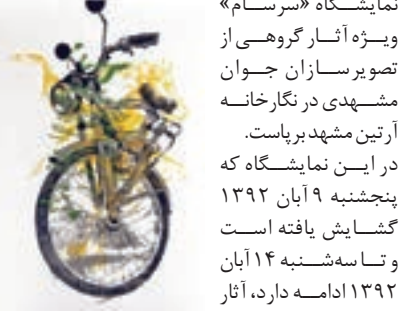 نمایشگاه «سرسام»
ویژه آثار گروهی از
تصویرسازان جوان
مشهدی در نگارخانه
آرتین مشهد برپاست.
در این نمایشگاه که
پنجشنبه ۹ آبان ۱۳۹۲
گشایش یافته است
و تا سه‌شنبه ۱۴ آبان
۱۳۹۲ ادامه دارد، آثار